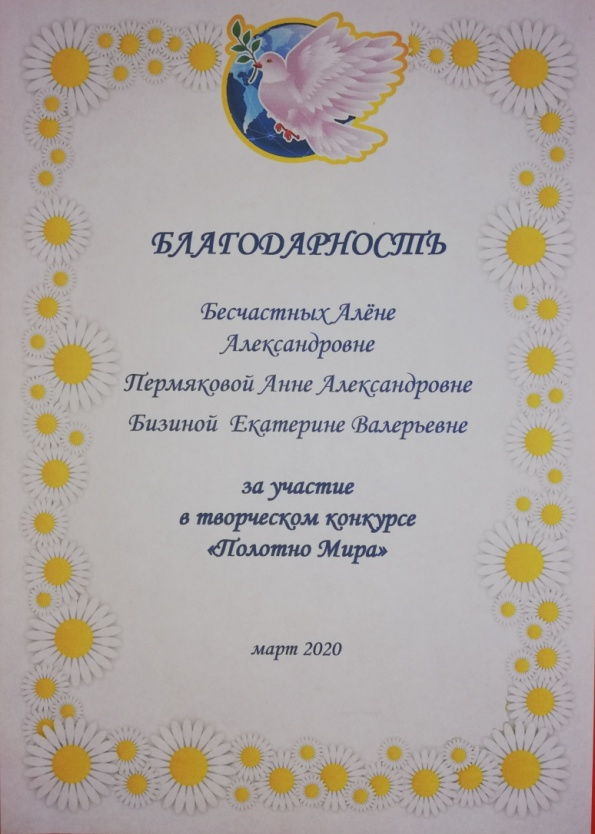 БЛАГОДАРНОСТЬ
Бесчастных Алёне
Александровне
Пермяковой Анне Александровне
Бизиной Екатерине Валерьевне
за участие
в творческом конкурсе
«Полотно Мира»
март 2020